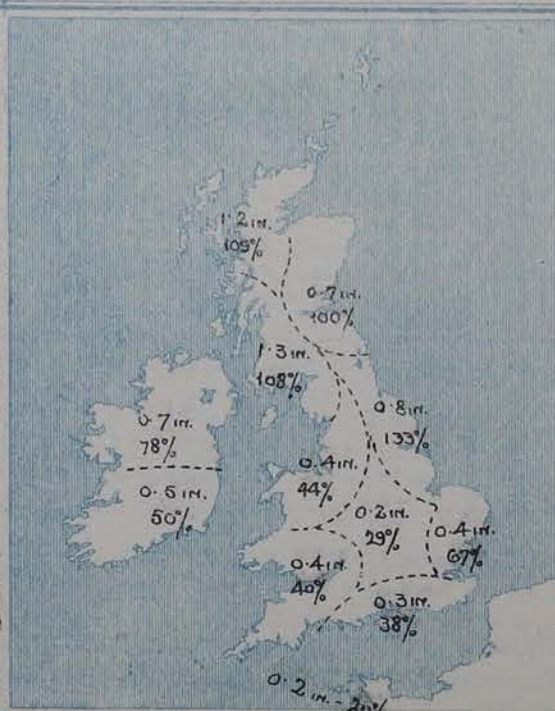 1·2 IN.
109%
0·7 IN.
100%
1·3 IN.
108%
0·8 IN.
133%
0·7 IN.
78%
0·5 IN.
50%
0·4 IN.
44%
0·2 IN.
29%
0·4 IN.
67%
0·4 IN.
40%
0·3 IN.
38%
0·2 IN. - 20%